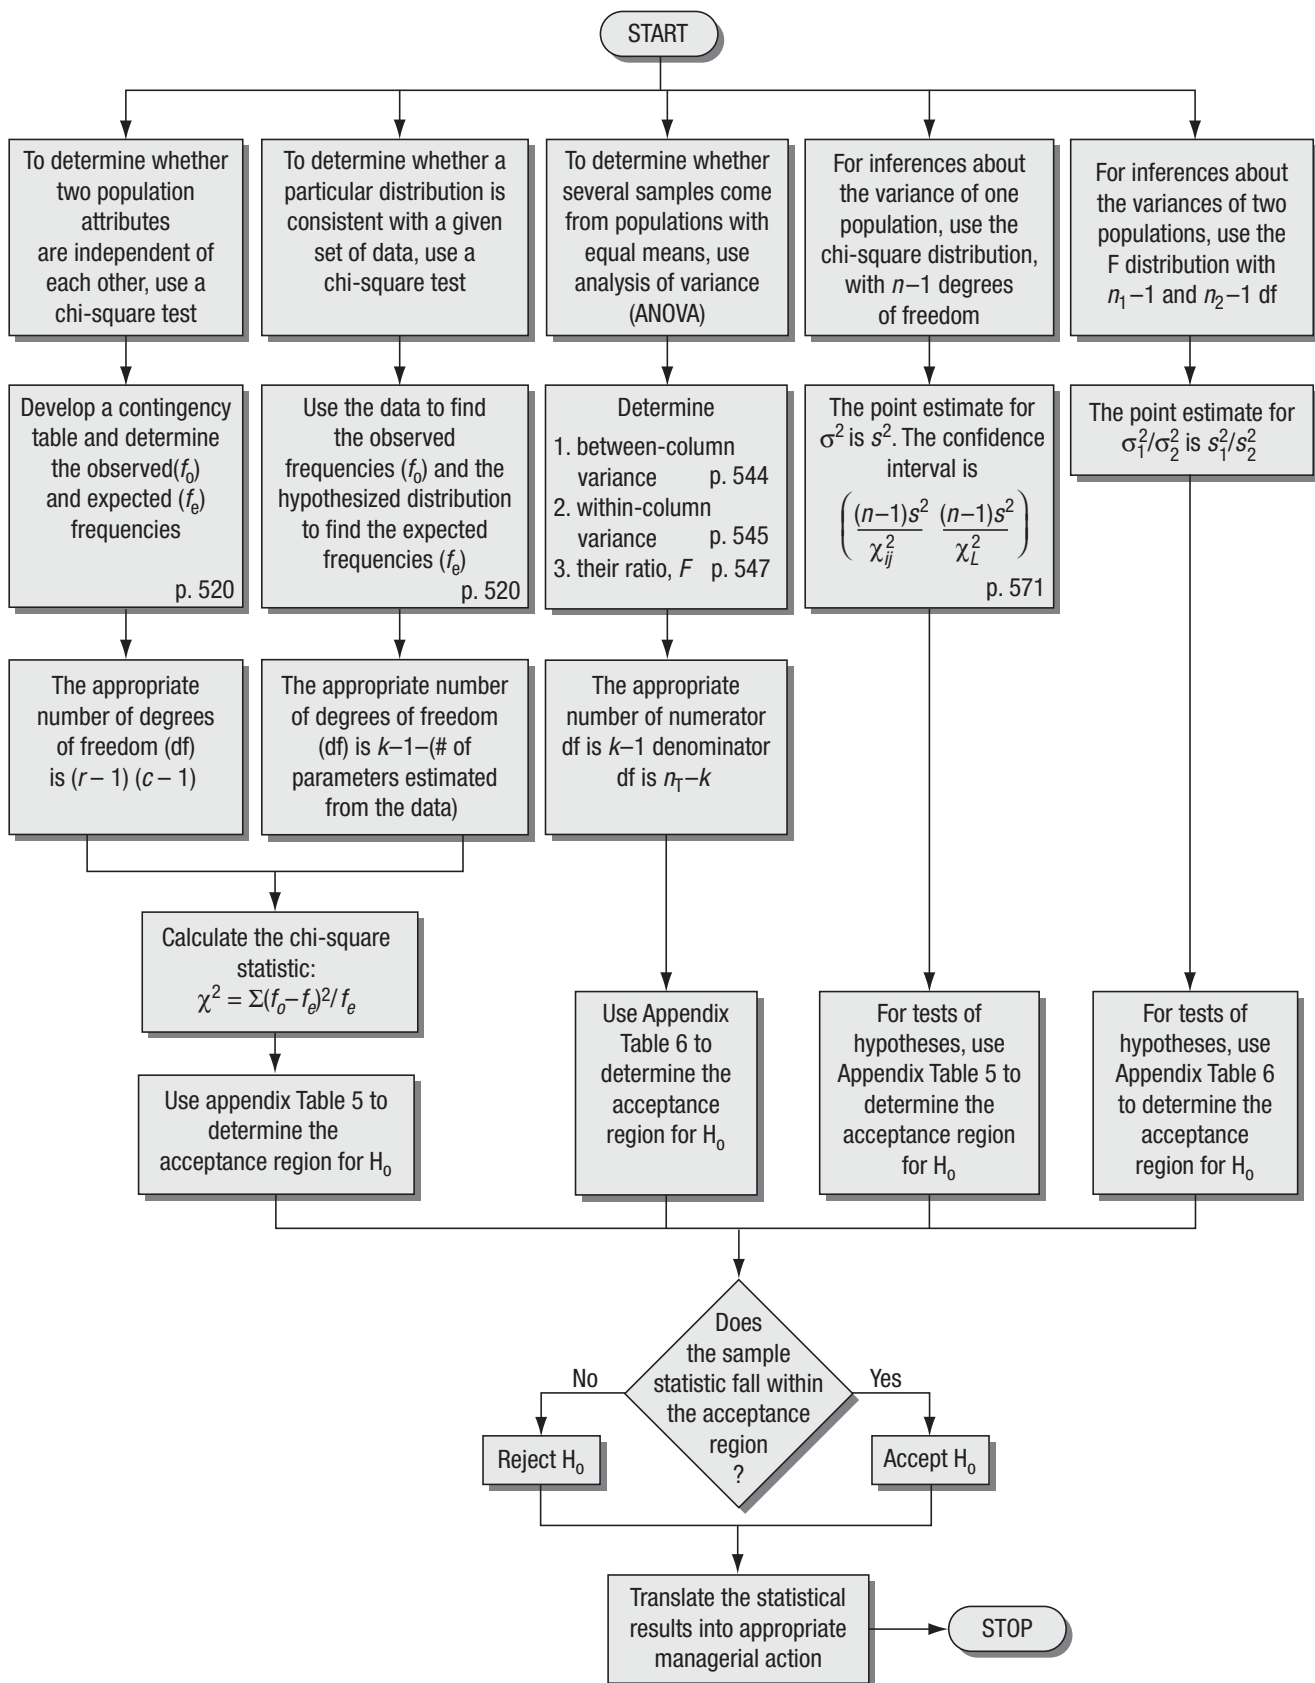 START
To determine whether
two population
attributes
are independent of
each other, use a
chi-square test
To determine whether a
particular distribution is
consistent with a given
set of data, use a
chi-square test
To determine whether
several samples come
from populations with
equal means, use
analysis of variance
(ANOVA)
For inferences about
the variance of one
population, use the
chi-square distribution,
with n–1 degrees
of freedom
For inferences about
the variances of two
populations, use the
F distribution with
n₁–1 and n₂–1 df
Develop a contingency
table and determine
the observed(fₒ)
and expected (fₑ)
frequencies
p. 520
Use the data to find
the observed
frequencies (fₒ) and the
hypothesized distribution
to find the expected
frequencies (fₑ)
p. 520
Determine
1. between-column
variance p. 544
2. within-column
variance p. 545
3. their ratio, F p. 547
The point estimate for
σ² is s². The confidence
interval is
((n–1)s²/χ²ᵢⱼ (n–1)s²/χ²_L)
p. 571
The point estimate for
σ₁²/σ₂² is s₁²/s₂²
The appropriate
number of degrees
of freedom (df)
is (r – 1) (c – 1)
The appropriate number
of degrees of freedom
(df) is k–1–(# of
parameters estimated
from the data)
The appropriate
number of numerator
df is k–1 denominator
df is n_T–k
Calculate the chi-square
statistic:
χ² = Σ(fₒ–fₑ)²/fₑ
Use appendix Table 5 to
determine the
acceptance region for Hₒ
Use Appendix
Table 6 to
determine the
acceptance
region for Hₒ
For tests of
hypotheses, use
Appendix Table 5 to
determine the
acceptance region
for Hₒ
For tests of
hypotheses, use
Appendix Table 6
to determine the
acceptance
region for Hₒ
Does
the sample
statistic fall within
the acceptance
region
?
No
Yes
Reject Hₒ
Accept Hₒ
Translate the statistical
results into appropriate
managerial action
STOP